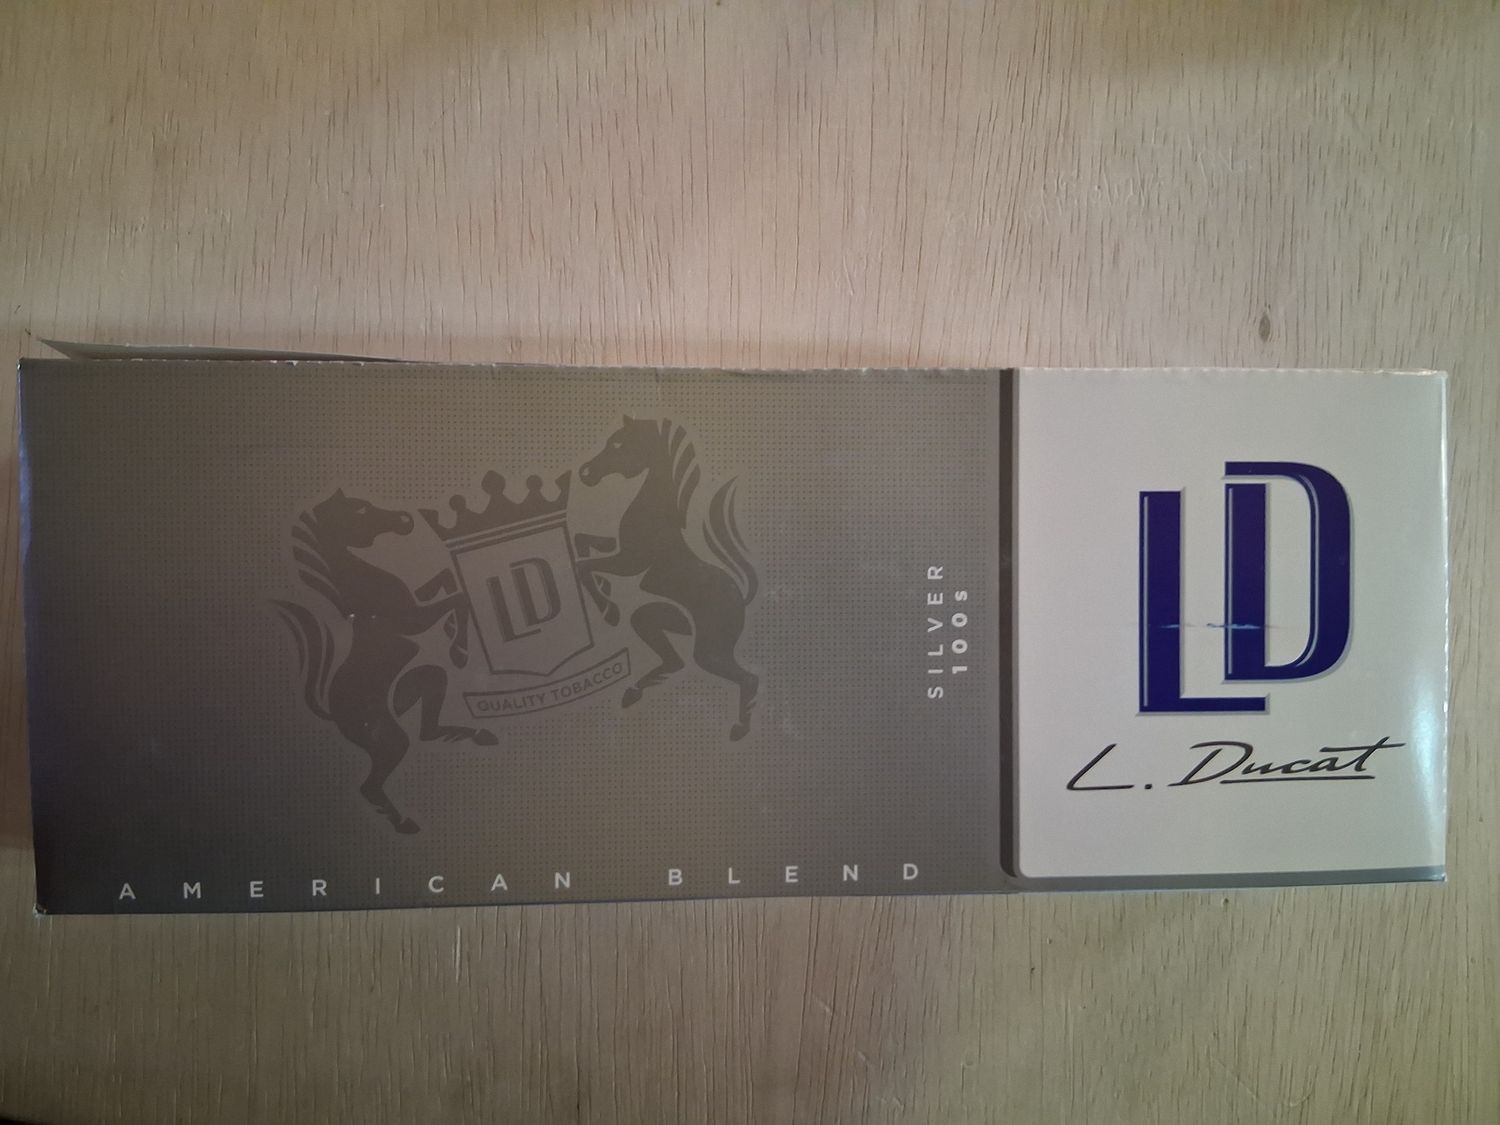 LD
QUALITY TOBACCO
SILVER
100s
AMERICAN BLEND
LD
L. Ducat